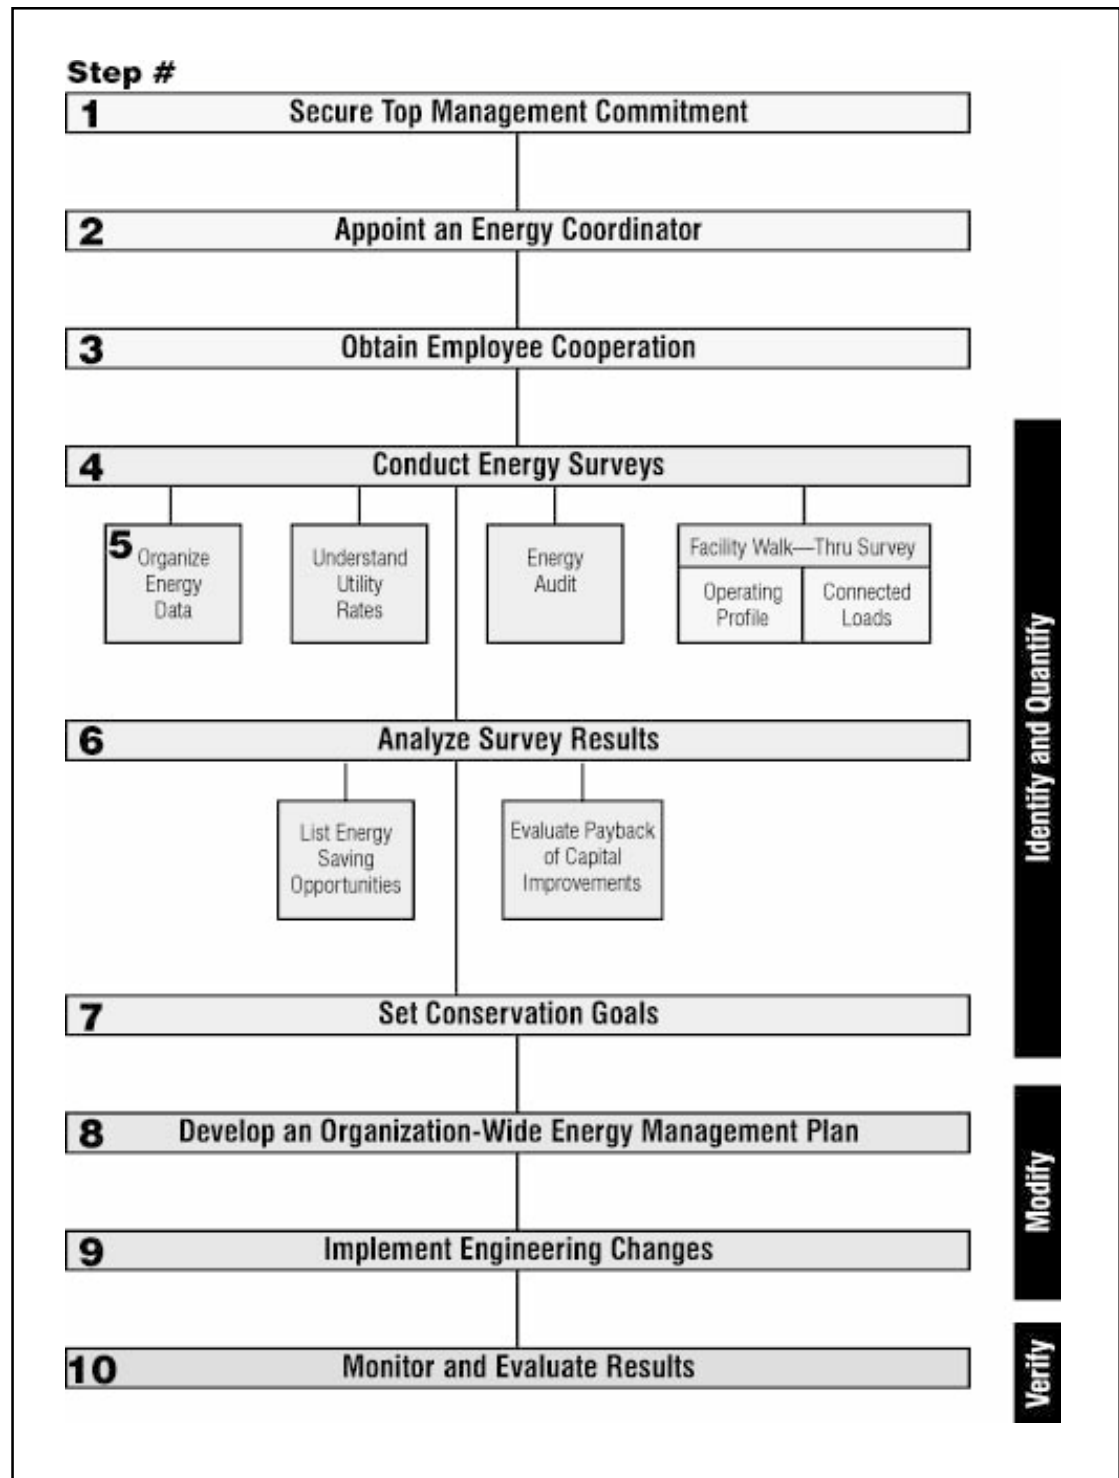 Step #
1 Secure Top Management Commitment
2 Appoint an Energy Coordinator
3 Obtain Employee Cooperation
4 Conduct Energy Surveys
5 Organize
Energy
Data
Understand
Utility
Rates
Energy
Audit
Facility Walk—Thru Survey
Operating
Profile
Connected
Loads
6 Analyze Survey Results
List Energy
Saving
Opportunities
Evaluate Payback
of Capital
Improvements
7 Set Conservation Goals
8 Develop an Organization-Wide Energy Management Plan
9 Implement Engineering Changes
10 Monitor and Evaluate Results
Identify and Quantify
Modify
Verify